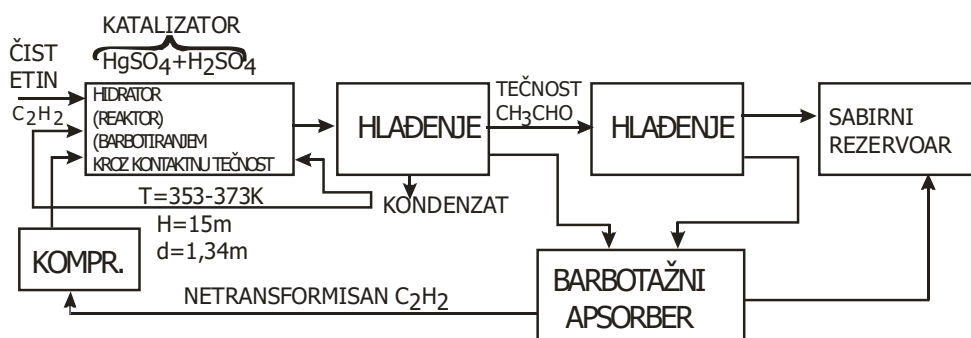 KATALIZATOR
HgSO4+H2SO4
ČIST
ETIN
C2H2
HIDRATOR
(REAKTOR)
(BARBOTIRANJEM
KROZ KONTAKTNU TEČNOST
HLAĐENJE
TEČNOST
CH3CHO
HLAĐENJE
SABIRNI
REZERVOAR
T=353-373K
H=15m
d=1,34m
KONDENZAT
KOMPR.
NETRANSFORMISAN C2H2
BARBOTAŽNI
APSORBER